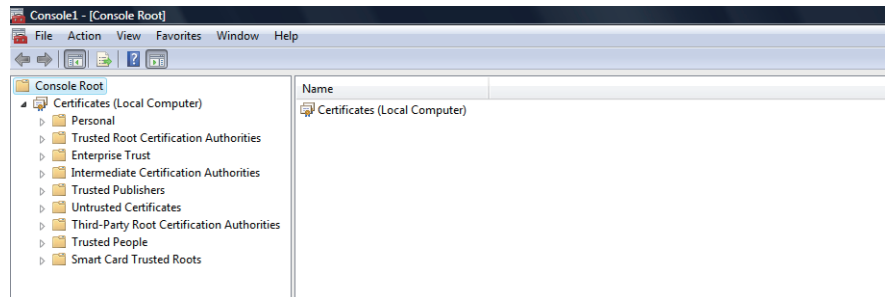 Console1 - [Console Root]
File Action View Favorites Window Help
Console Root
Certificates (Local Computer)
Personal
Trusted Root Certification Authorities
Enterprise Trust
Intermediate Certification Authorities
Trusted Publishers
Untrusted Certificates
Third-Party Root Certification Authorities
Trusted People
Smart Card Trusted Roots
Name
Certificates (Local Computer)